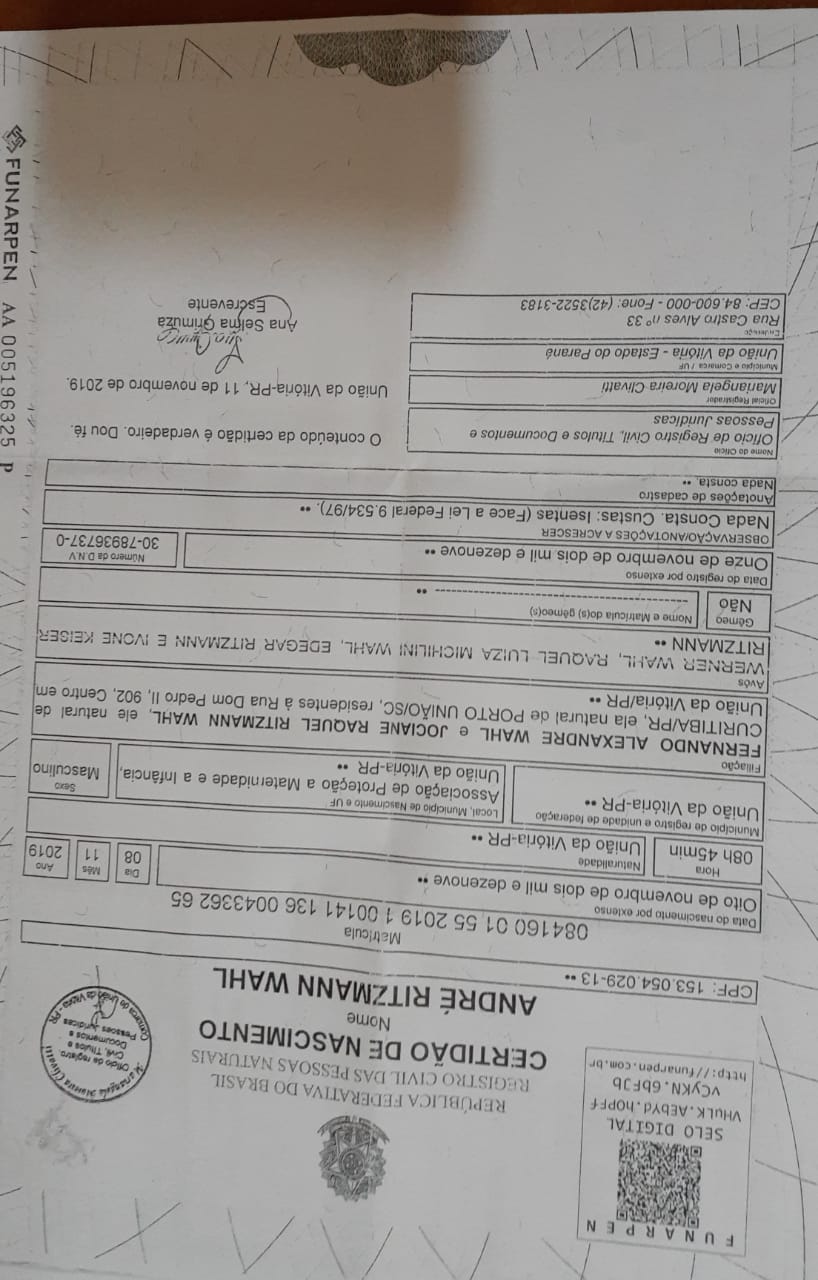 FUNARPEN
SELO DIGITAL
VHuLK.AEbyd.hopFf
vCyKN.6bFJb
http://funarpen.com.br
REPÚBLICA FEDERATIVA DO BRASIL
REGISTRO CIVIL DAS PESSOAS NATURAIS
CERTIDÃO DE NASCIMENTO
Nome
ANDRÉ RITZMANN WAHL
Ofício de registro
Civil, Títulos e
Documentos e
Pessoas Jurídicas
Comarca de União da Vitória - PR
CPF: 153.054.029-13 ••
Matrícula
084160 01 55 2019 1 00141 136 0043362 65
Data do nascimento por extenso
Oito de novembro de dois mil e dezenove ••
Dia
08
Mês
11
Ano
2019
Hora
08h 45min
Naturalidade
União da Vitória-PR ••
Município de registro e unidade de federação
União da Vitória-PR ••
Local, Município de Nascimento e UF
Associação de Proteção a Maternidade e a Infância,
União da Vitória-PR ••
Sexo
Masculino
Filiação
FERNANDO ALEXANDRE WAHL e JOCIANE RAQUEL RITZMANN WAHL, ele natural de
CURITIBA/PR, ela natural de PORTO UNIÃO/SC, residentes à Rua Dom Pedro II, 902, Centro em
União da Vitória/PR ••
Avós
WERNER WAHL, RAQUEL LUIZA MICHILINI WAHL, EDEGAR RITZMANN E IVONE KEISER
RITZMANN ••
Gêmeo
Não
Nome e Matrícula do(s) gêmeo(s)
---------------------------------------- ••
Data do registro por extenso
Onze de novembro de dois mil e dezenove ••
Número da D.N.V
30-78936737-0
OBSERVAÇÃO/ANOTAÇÕES A ACRESCER
Nada Consta. Custas: Isentas (Face a Lei Federal 9.534/97). ••
Anotações de cadastro
Nada consta. ••
Nome do Ofício
Ofício de Registro Civil, Títulos e Documentos e
Pessoas Jurídicas
Oficial Registrador
Mariangela Moreira Clivatti
Município e Comarca / UF
União da Vitória - Estado do Paraná
Endereço
Rua Castro Alves nº 33
CEP: 84.600-000 - Fone: (42)3522-3183
O conteúdo da certidão é verdadeiro. Dou fé.
União da Vitória-PR, 11 de novembro de 2019.
Ana Selma Grimuza
Escrevente
FUNARPEN AA 005196325 P